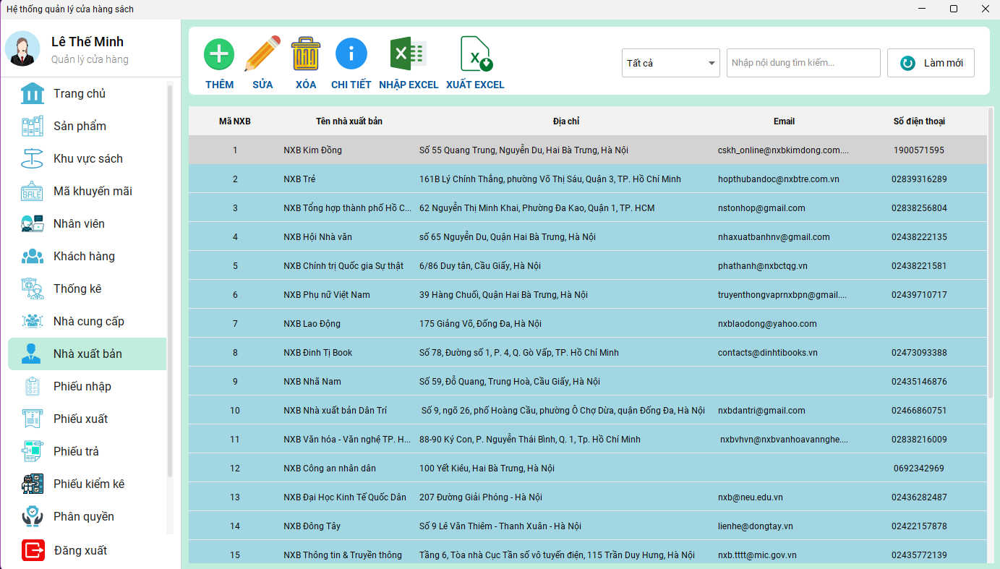 Hệ thống quản lý cửa hàng sách
Lê Thế Minh
Quản lý cửa hàng
Trang chủ
Sản phẩm
Khu vực sách
SALE
Mã khuyến mãi
Nhân viên
Khách hàng
Thống kê
Nhà cung cấp
Nhà xuất bản
Phiếu nhập
Phiếu xuất
Phiếu trả
Phiếu kiểm kê
Phân quyền
Đăng xuất
THÊM SỬA XÓA CHI TIẾT NHẬP EXCEL XUẤT EXCEL
Tất cả
Nhập nội dung tìm kiếm...
Làm mới
Mã NXB Tên nhà xuất bản Địa chỉ Email Số điện thoại
1 NXB Kim Đồng Số 55 Quang Trung, Nguyễn Du, Hai Bà Trưng, Hà Nội cskh_online@nxbkimdong.com.... 1900571595
2 NXB Trẻ 161B Lý Chính Thắng, phường Võ Thị Sáu, Quận 3, TP. Hồ Chí Minh hopthubandoc@nxbtre.com.vn 02839316289
3 NXB Tổng hợp thành phố Hồ C... 62 Nguyễn Thị Minh Khai, Phường Đa Kao, Quận 1, TP. HCM nstonhop@gmail.com 02838256804
4 NXB Hội Nhà văn số 65 Nguyễn Du, Quận Hai Bà Trưng, Hà Nội nhaxuatbanhnv@gmail.com 02438222135
5 NXB Chính trị Quốc gia Sự thật 6/86 Duy tân, Cầu Giấy, Hà Nội phathanh@nxbctqg.vn 02438221581
6 NXB Phụ nữ Việt Nam 39 Hàng Chuối, Quận Hai Bà Trưng, Hà Nội truyenthongvaprnxbpn@gmail.... 02439710717
7 NXB Lao Động 175 Giảng Võ, Đống Đa, Hà Nội nxblaodong@yahoo.com
8 NXB Đinh Tị Book Số 78, Đường số 1, P. 4, Q. Gò Vấp, TP. Hồ Chí Minh contacts@dinhtibooks.vn 02473093388
9 NXB Nhã Nam Số 59, Đỗ Quang, Trung Hoà, Cầu Giấy, Hà Nội 02435146876
10 NXB Nhà xuất bản Dân Trí Số 9, ngõ 26, phố Hoàng Cầu, phường Ô Chợ Dừa, quận Đống Đa, Hà Nội nxbdantri@gmail.com 02466860751
11 NXB Văn hóa - Văn nghệ TP. H... 88-90 Ký Con, P. Nguyễn Thái Bình, Q. 1, Tp. Hồ Chí Minh nxbvhvn@nxbvanhoavannghe.... 02838216009
12 NXB Công an nhân dân 100 Yết Kiêu, Hai Bà Trưng, Hà Nội 0692342969
13 NXB Đại Học Kinh Tế Quốc Dân 207 Đường Giải Phóng - Hà Nội nxb@neu.edu.vn 02436282487
14 NXB Đông Tây Số 9 Lê Văn Thiêm - Thanh Xuân - Hà Nội lienhe@dongtay.vn 02422157878
15 NXB Thông tin & Truyền thông Tầng 6, Tòa nhà Cục Tần số vô tuyến điện, 115 Trần Duy Hưng, Hà Nội nxb.tttt@mic.gov.vn 02435772139